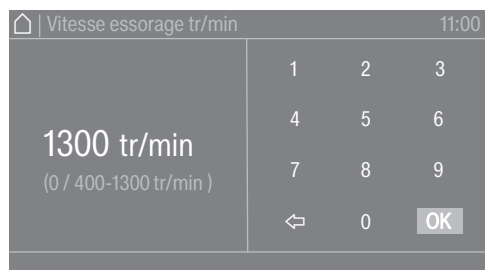 | Vitesse essorage tr/min 11:00
1300 tr/min
(0 / 400-1300 tr/min )
1 2 3
4 5 6
7 8 9
0 OK